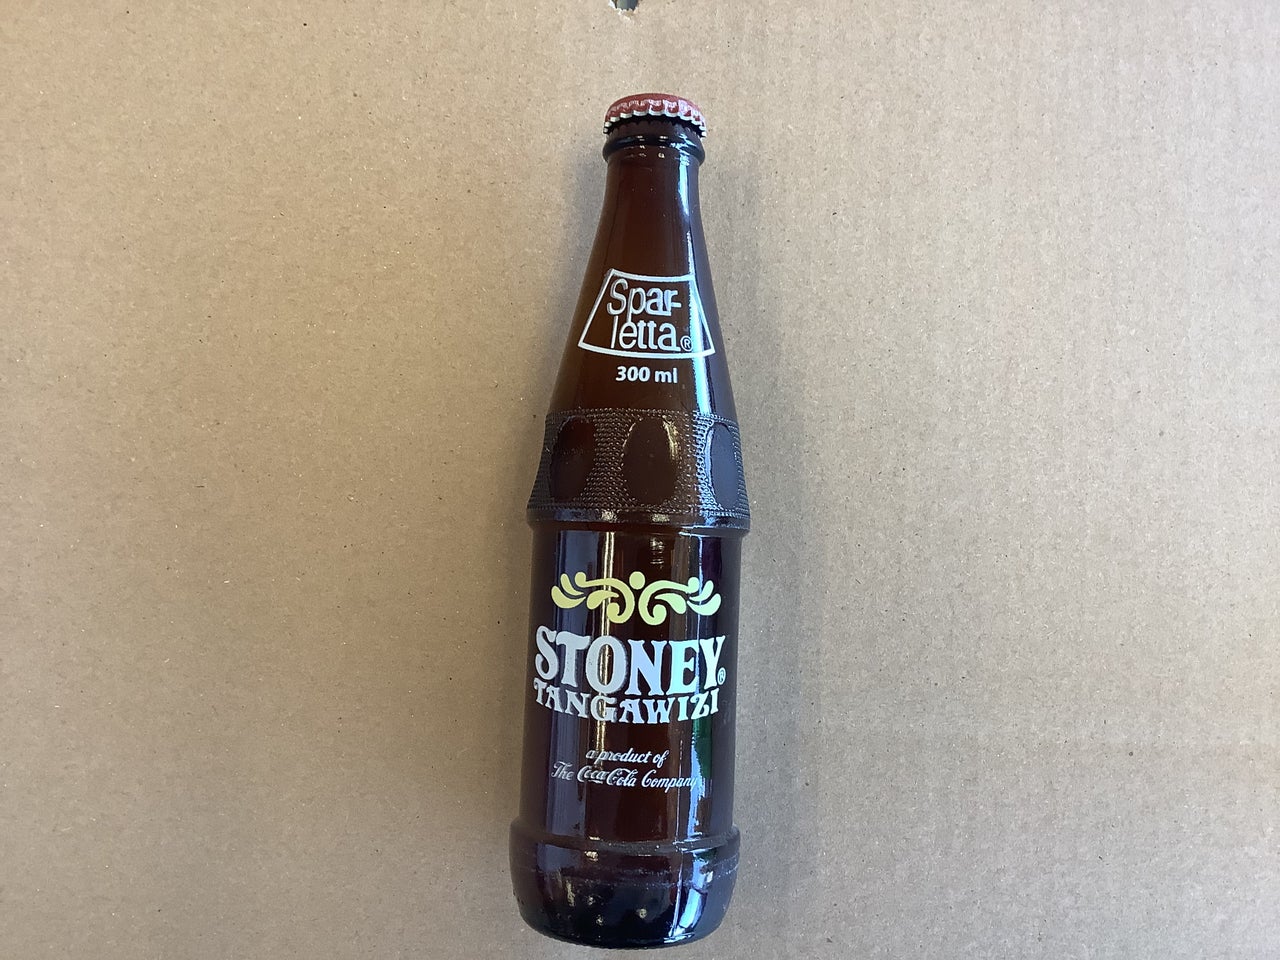 Spar-
letta®
300 ml
STONEY®
TANGAWIZI
a product of
The Coca-Cola Company